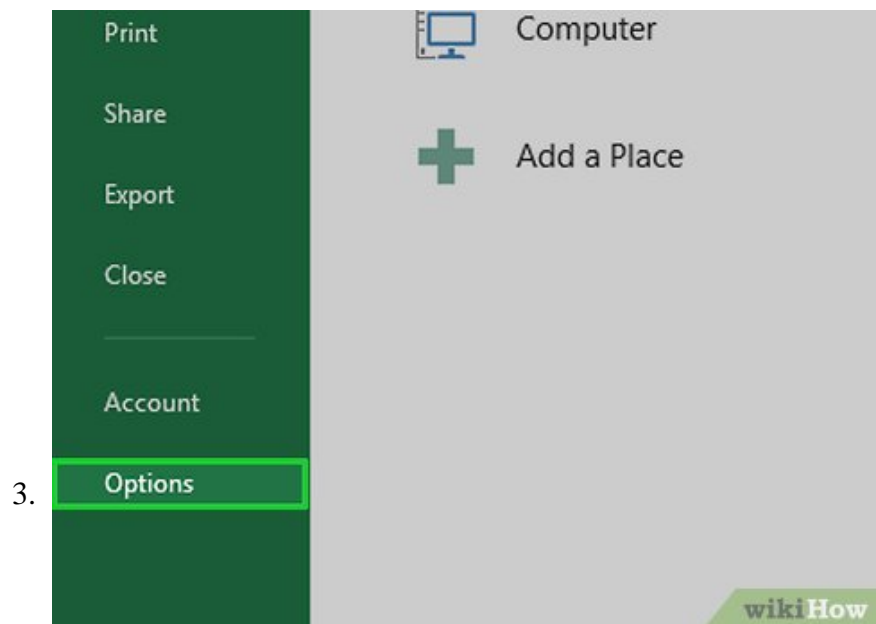 Print
Share
Export
Close
Account
3. Options
Computer
Add a Place
wikiHow